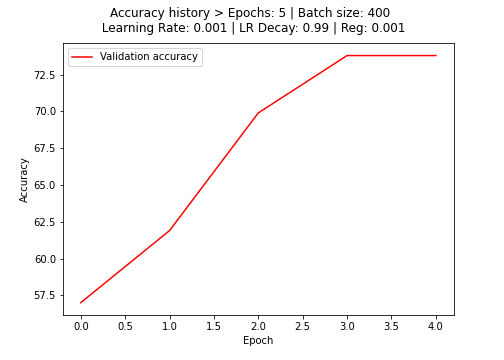 Accuracy history > Epochs: 5 | Batch size: 400
Learning Rate: 0.001 | LR Decay: 0.99 | Reg: 0.001
Validation accuracy
72.5
70.0
67.5
65.0
62.5
60.0
57.5
Accuracy
0.0 0.5 1.0 1.5 2.0 2.5 3.0 3.5 4.0
Epoch